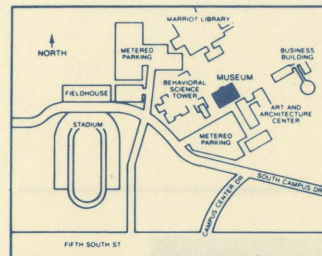 MARRIOT LIBRARY
NORTH
METERED
PARKING
BUSINESS
BUILDING
BEHAVIORAL
SCIENCE
TOWER
MUSEUM
FIELDHOUSE
ART AND
ARCHITECTURE
CENTER
STADIUM
METERED
PARKING
SOUTH CAMPUS DR
CAMPUS CENTER DR
FIFTH SOUTH ST